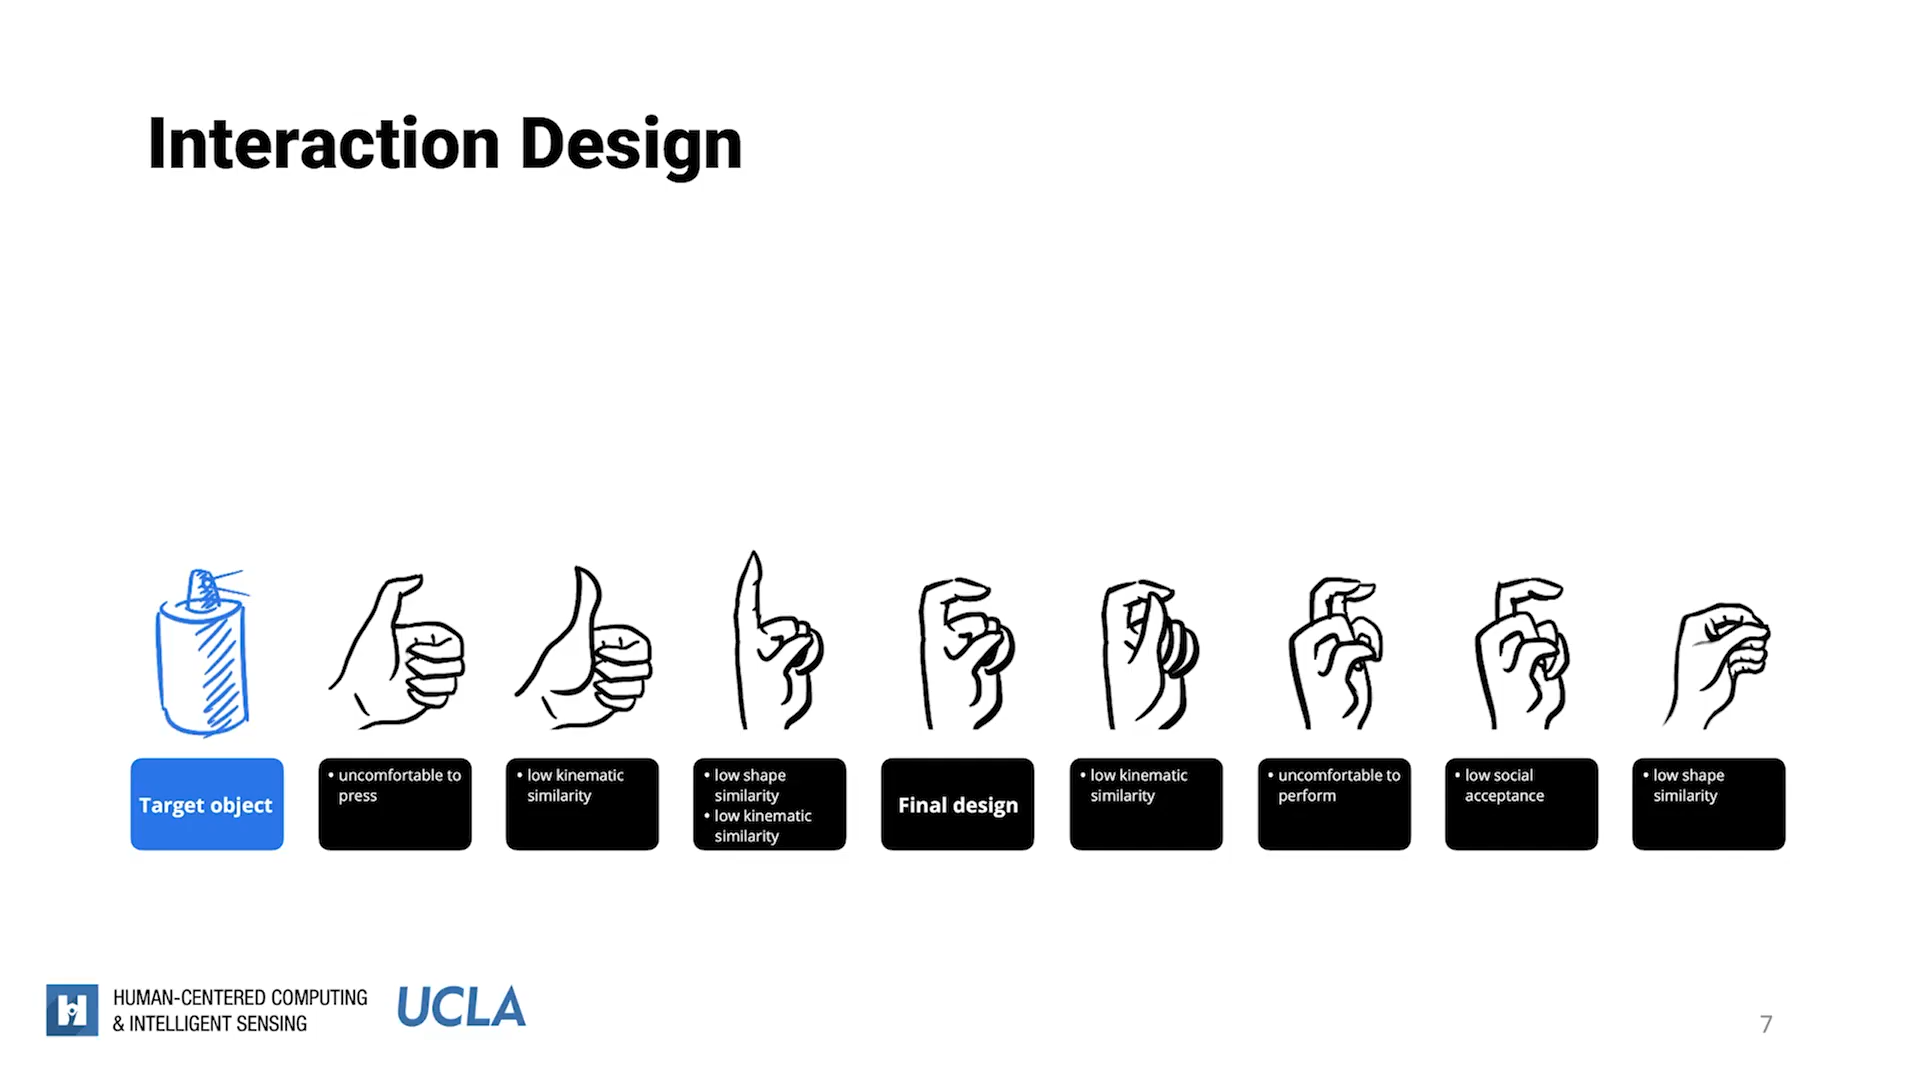 Interaction Design
Target object
• uncomfortable to
press
• low kinematic
similarity
• low shape
similarity
• low kinematic
similarity
Final design
• low kinematic
similarity
• uncomfortable to
perform
• low social
acceptance
• low shape
similarity
HUMAN-CENTERED COMPUTING
& INTELLIGENT SENSING
UCLA
7